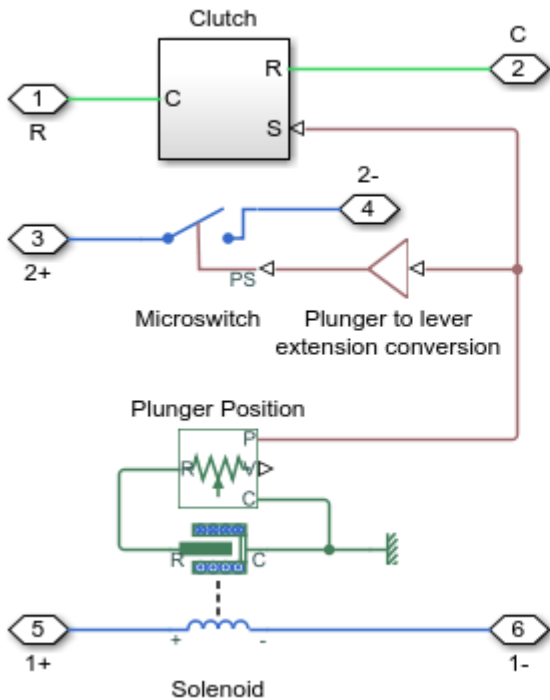 Clutch
C
R
2
1
C
R
S
2-
4
3
2+
PS
Microswitch
Plunger to lever
extension conversion
Plunger Position
P
R
V
C
R
C
5
+
-
6
1+
1-
Solenoid